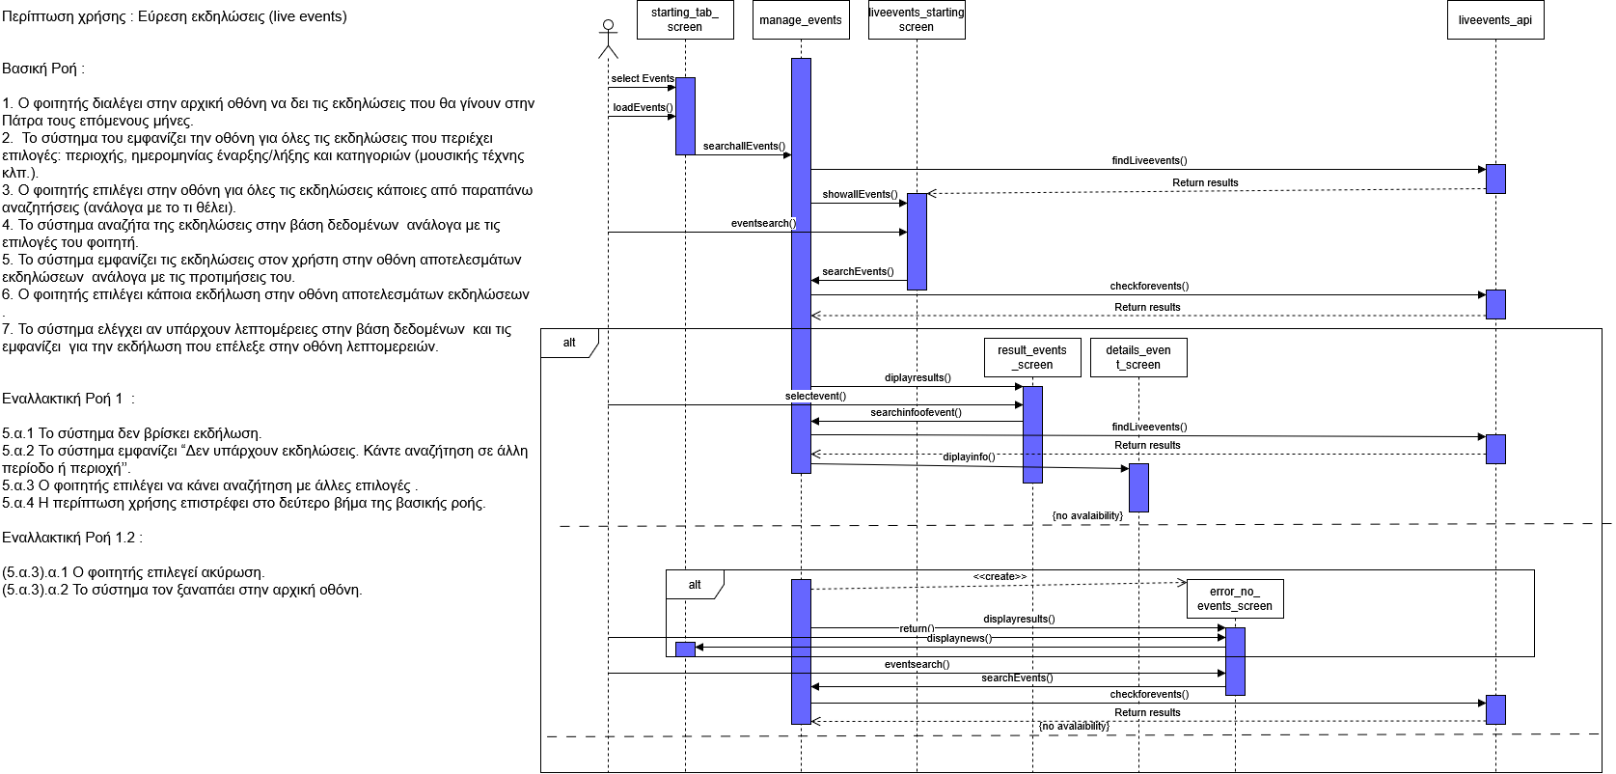 Περίπτωση χρήσης : Εύρεση εκδηλώσεις (live events)
Βασική Ροή :
1. Ο φοιτητής διαλέγει στην αρχική οθόνη να δει τις εκδηλώσεις που θα γίνουν στην
Πάτρα τους επόμενους μήνες.
2.  Το σύστημα του εμφανίζει την οθόνη για όλες τις εκδηλώσεις που περιέχει
επιλογές: περιοχής, ημερομηνίας έναρξης/λήξης και κατηγοριών (μουσικής τέχνης
κλπ.).
3. Ο φοιτητής επιλέγει στην οθόνη για όλες τις εκδηλώσεις κάποιες από παραπάνω
αναζητήσεις (ανάλογα με το τι θέλει).
4. Το σύστημα αναζήτα της εκδηλώσεις στην βάση δεδομένων  ανάλογα με τις
επιλογές του φοιτητή.
5. Το σύστημα εμφανίζει τις εκδηλώσεις στον χρήστη στην οθόνη αποτελεσμάτων
εκδηλώσεων  ανάλογα με τις προτιμήσεις του.
6. Ο φοιτητής επιλέγει κάποια εκδήλωση στην οθόνη αποτελεσμάτων εκδηλώσεων
.
7. Το σύστημα ελέγχει αν υπάρχουν λεπτομέρειες στην βάση δεδομένων  και τις
εμφανίζει  για την εκδήλωση που επέλεξε στην οθόνη λεπτομερειών.
Εναλλακτική Ροή 1  :
5.α.1 Το σύστημα δεν βρίσκει εκδήλωση.
5.α.2 Το σύστημα εμφανίζει “Δεν υπάρχουν εκδηλώσεις. Κάντε αναζήτηση σε άλλη
περίοδο ή περιοχή’’.
5.α.3 Ο φοιτητής επιλέγει να κάνει αναζήτηση με άλλες επιλογές .
5.α.4 Η περίπτωση χρήσης επιστρέφει στο δεύτερο βήμα της βασικής ροής.
Εναλλακτική Ροή 1.2 :
(5.α.3).α.1 Ο φοιτητής επιλεγεί ακύρωση.
(5.α.3).α.2 Το σύστημα τον ξαναπάει στην αρχική οθόνη.
starting_tab_
screen
manage_events
liveevents_starting
screen
liveevents_api
select Events
loadEvents()
searchallEvents()
findLiveevents()
Return results
showallEvents()
eventsearch()
searchEvents()
checkforevents()
Return results
alt
result_events
_screen
details_even
t_screen
diplayresults()
selectevent()
searchinfoofevent()
findLiveevents()
Return results
diplayinfo()
{no avalaibility}
alt
<<create>>
error_no_
events_screen
displayresults()
return()
displaynews()
eventsearch()
searchEvents()
checkforevents()
Return results
{no avalaibility}